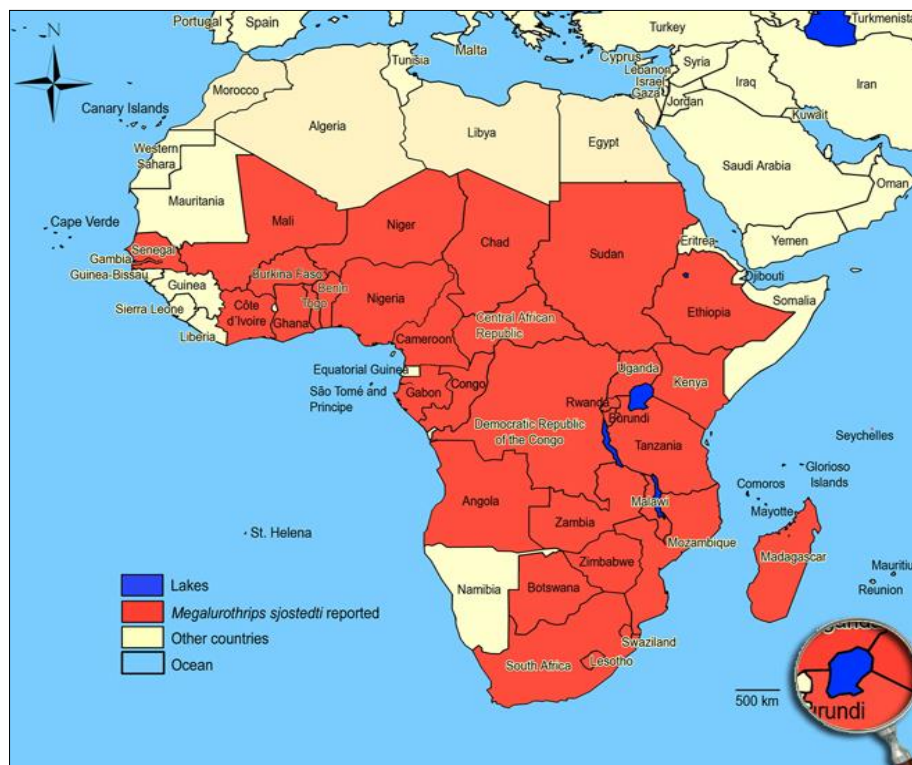 Portugal
Spain
Turkey
Turkmenista
N
Malta
Tunisia
Cyprus
Syria
Lebanon
Israel
Gaza
Iraq
Iran
Jordan
Kuwait
Morocco
Canary Islands
Algeria
Libya
Egypt
Western
Sahara
Saudi Arabia
Oman
Mauritania
Cape Verde
Mali
Niger
Chad
Sudan
Eritrea
Yemen
Senegal
Gambia
Guinea-Bissau
Guinea
Burkina Faso
Benin
Togo
Nigeria
Djibouti
Ethiopia
Somalia
Sierra Leone
Côte
d'Ivoire
Ghana
Liberia
Central African
Republic
Cameroon
Equatorial Guinea
São Tomé and
Principe
Gabon
Congo
Uganda
Kenya
Rwanda
Burundi
Democratic Republic
of the Congo
Tanzania
Seychelles
Angola
Malawi
Comoros
Glorioso
Islands
Mayotte
Zambia
Mozambique
St. Helena
Zimbabwe
Madagascar
Mauritiu
Reunion
Namibia
Botswana
Swaziland
South Africa
Lesotho
Lakes
Megalurothrips sjostedti reported
Other countries
Ocean
500 km
urundi